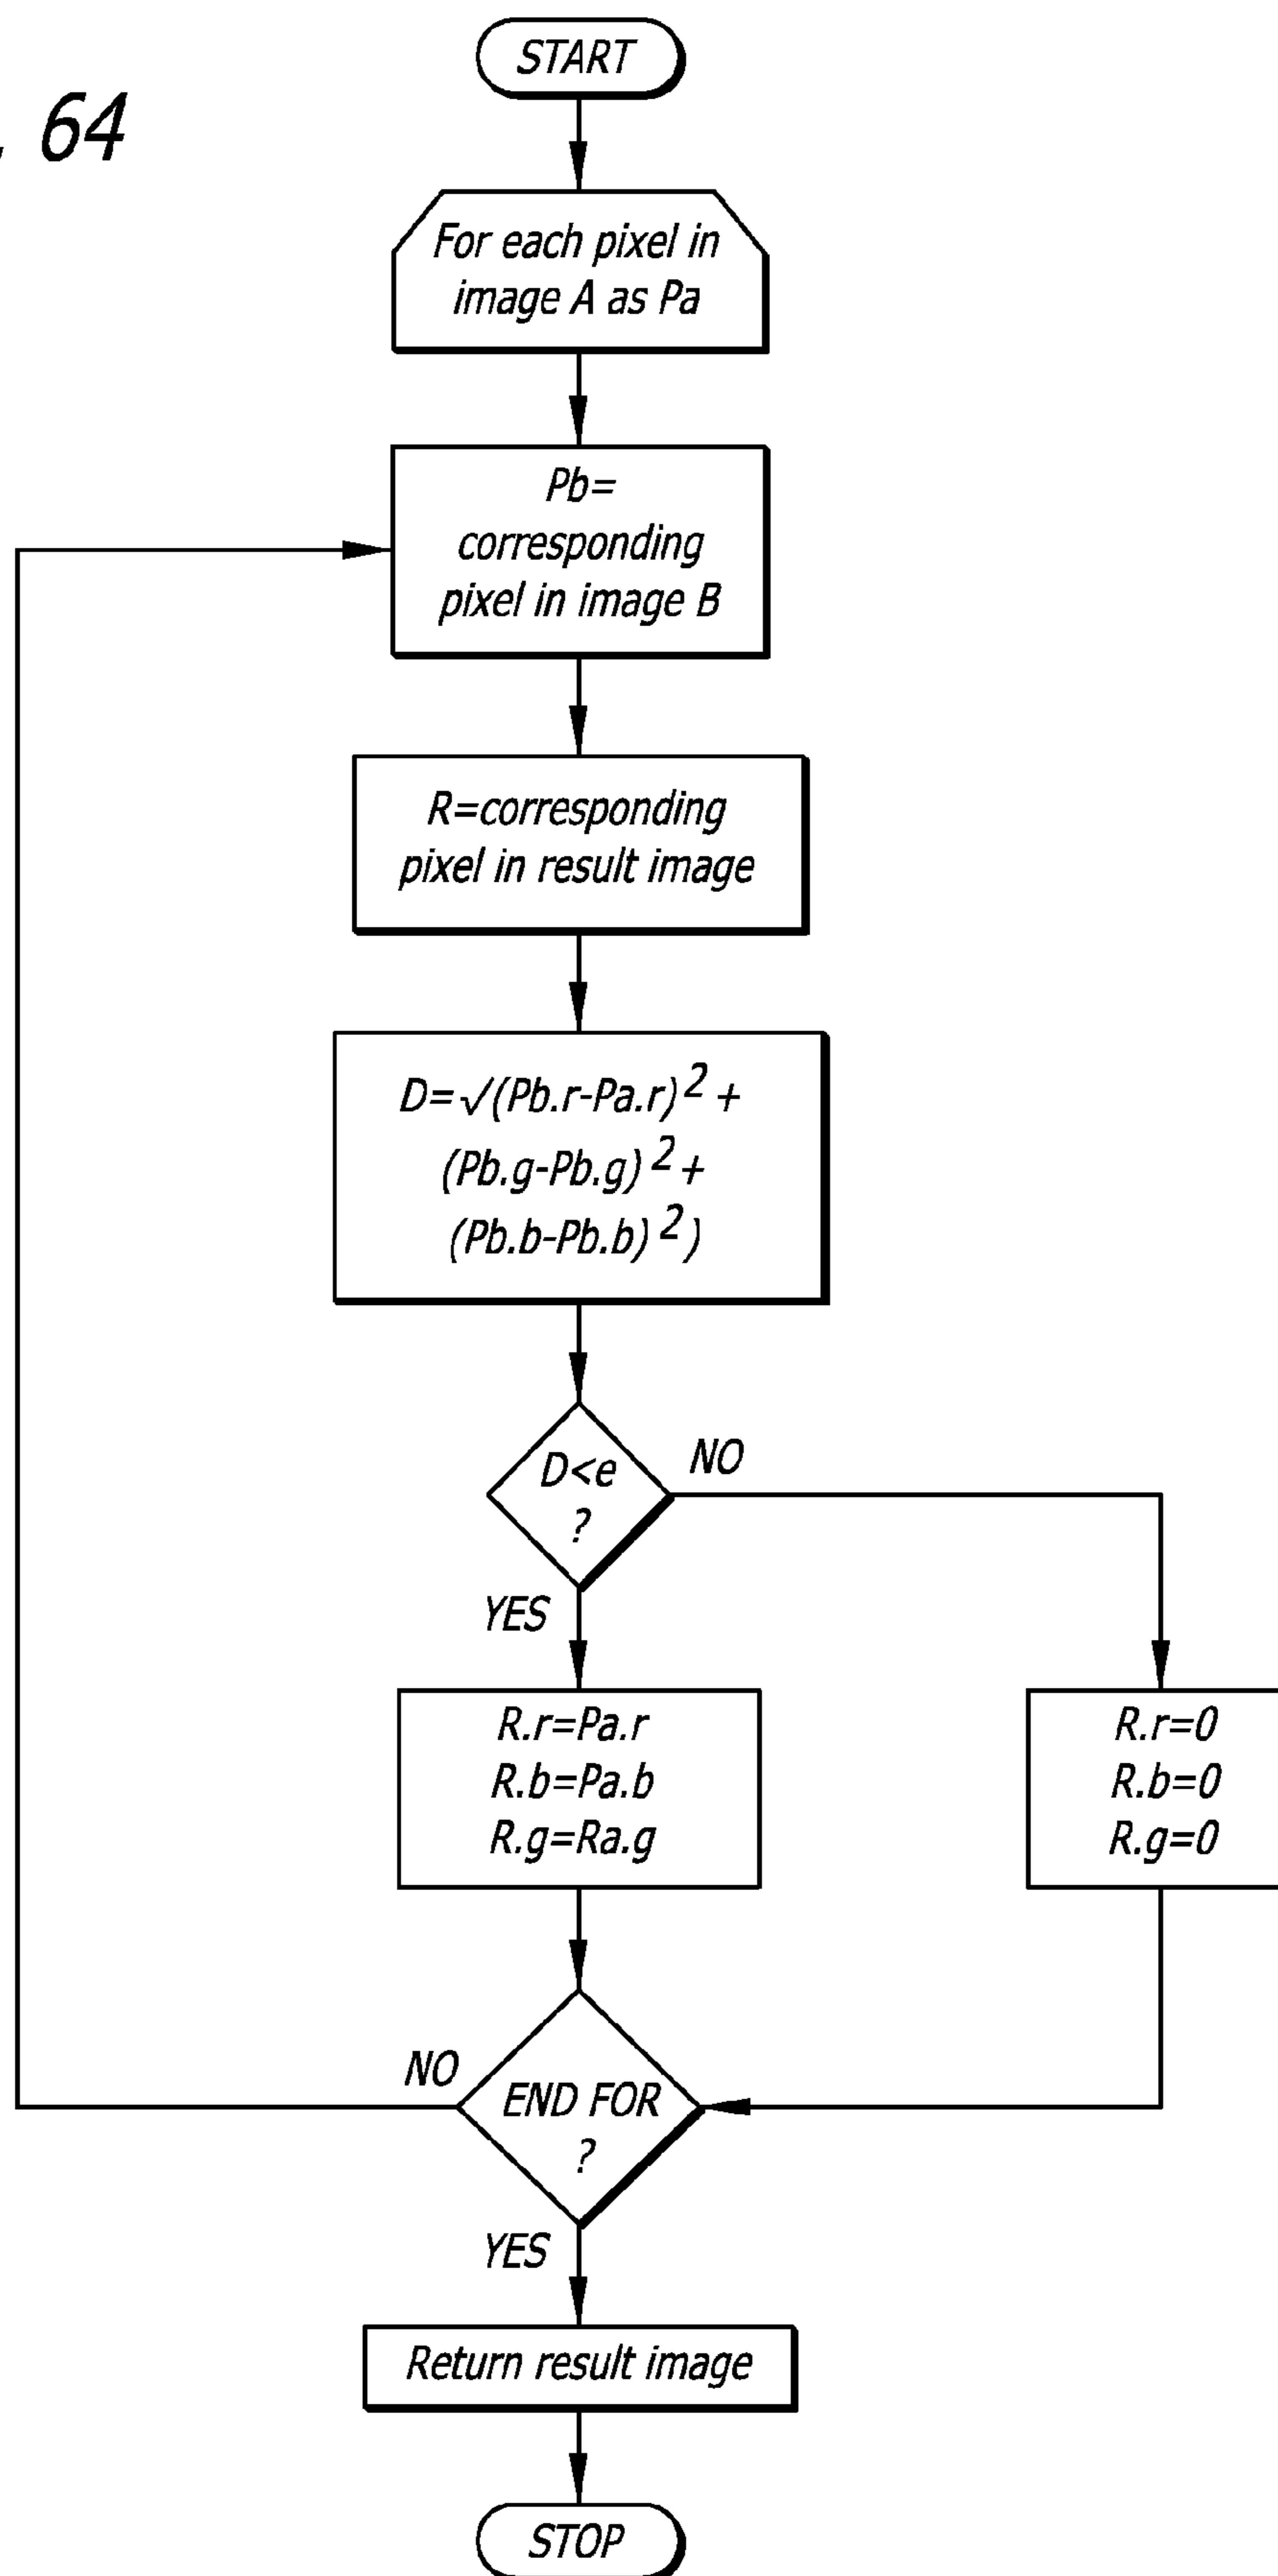 . 64
START
For each pixel in
image A as Pa
Pb=
corresponding
pixel in image B
R=corresponding
pixel in result image
D=√(Pb.r-Pa.r)2+
(Pb.g-Pb.g)2+
(Pb.b-Pb.b)2)
D<e
?
NO
YES
R.r=Pa.r
R.b=Pa.b
R.g=Ra.g
R.r=0
R.b=0
R.g=0
NO
END FOR
?
YES
Return result image
STOP